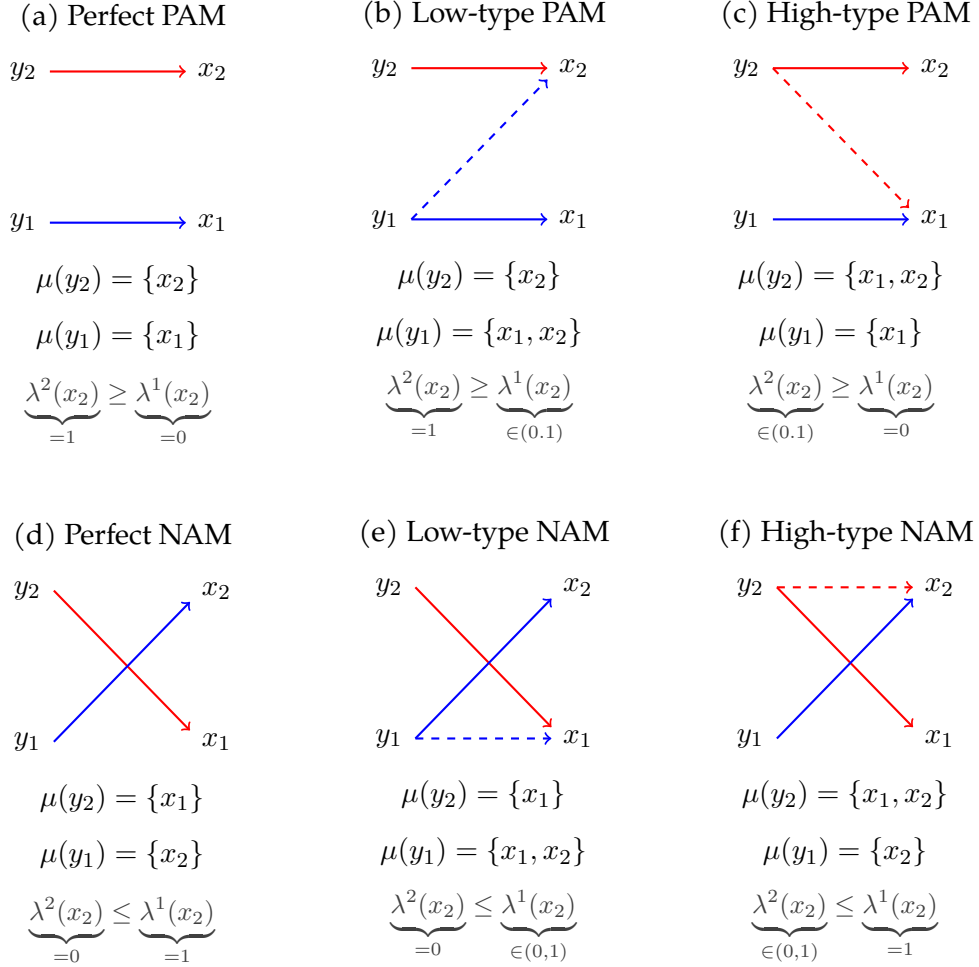 (a) Perfect PAM
y₂ x₂
y₁ x₁
μ(y₂) = {x₂}
μ(y₁) = {x₁}
λ²(x₂) ≥ λ¹(x₂)
=1 =0
(b) Low-type PAM
y₂ x₂
y₁ x₁
μ(y₂) = {x₂}
μ(y₁) = {x₁, x₂}
λ²(x₂) ≥ λ¹(x₂)
=1 ∈(0.1)
(c) High-type PAM
y₂ x₂
y₁ x₁
μ(y₂) = {x₁, x₂}
μ(y₁) = {x₁}
λ²(x₂) ≥ λ¹(x₂)
∈(0.1) =0
(d) Perfect NAM
y₂ x₂
y₁ x₁
μ(y₂) = {x₁}
μ(y₁) = {x₂}
λ²(x₂) ≤ λ¹(x₂)
=0 =1
(e) Low-type NAM
y₂ x₂
y₁ x₁
μ(y₂) = {x₁}
μ(y₁) = {x₁, x₂}
λ²(x₂) ≤ λ¹(x₂)
=0 ∈(0,1)
(f) High-type NAM
y₂ x₂
y₁ x₁
μ(y₂) = {x₁, x₂}
μ(y₁) = {x₂}
λ²(x₂) ≤ λ¹(x₂)
∈(0,1) =1